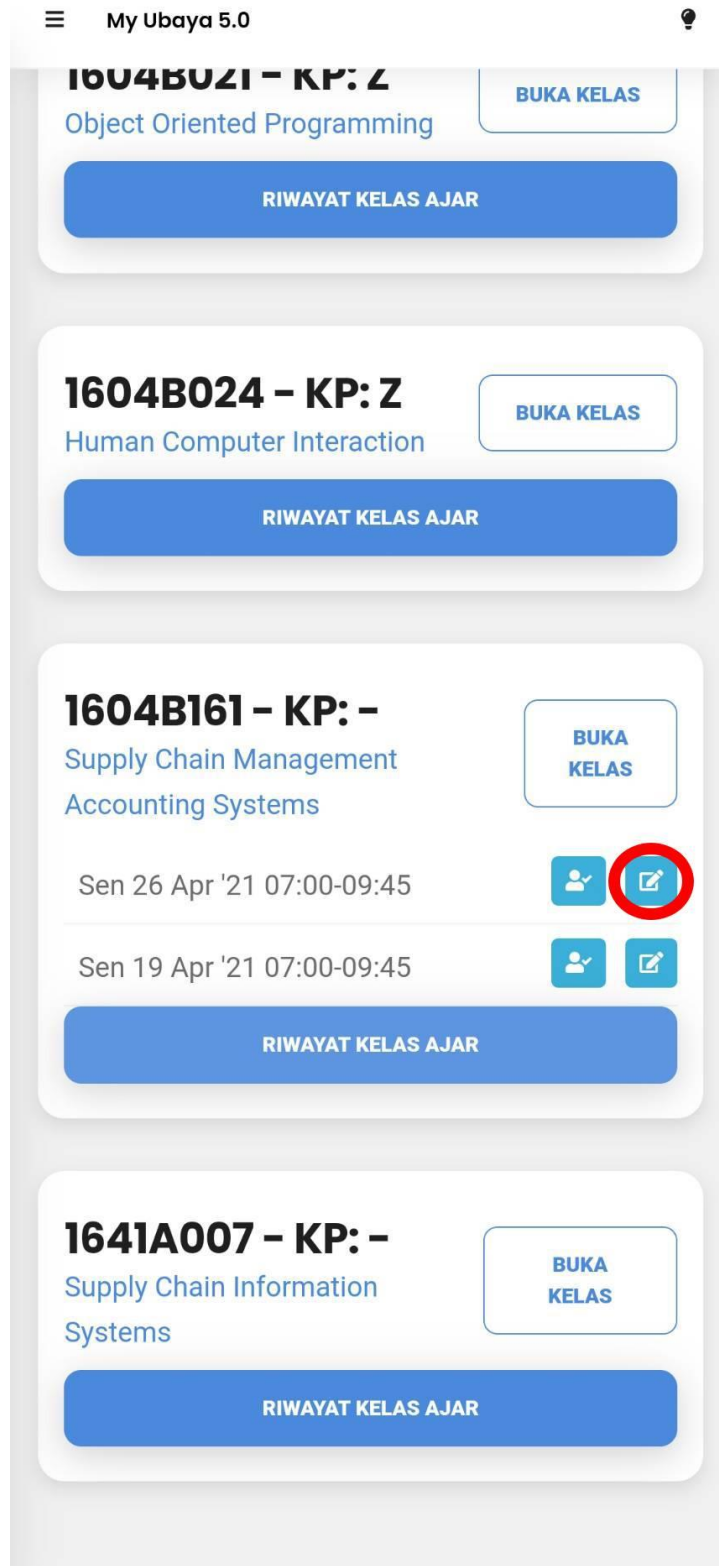 My Ubaya 5.0
1604B021 - KP: Z
Object Oriented Programming
BUKA KELAS
RIWAYAT KELAS AJAR
1604B024 - KP: Z
Human Computer Interaction
BUKA KELAS
RIWAYAT KELAS AJAR
1604B161 - KP: -
Supply Chain Management
Accounting Systems
BUKA
KELAS
Sen 26 Apr '21 07:00-09:45
Sen 19 Apr '21 07:00-09:45
RIWAYAT KELAS AJAR
1641A007 - KP: -
Supply Chain Information
Systems
BUKA
KELAS
RIWAYAT KELAS AJAR